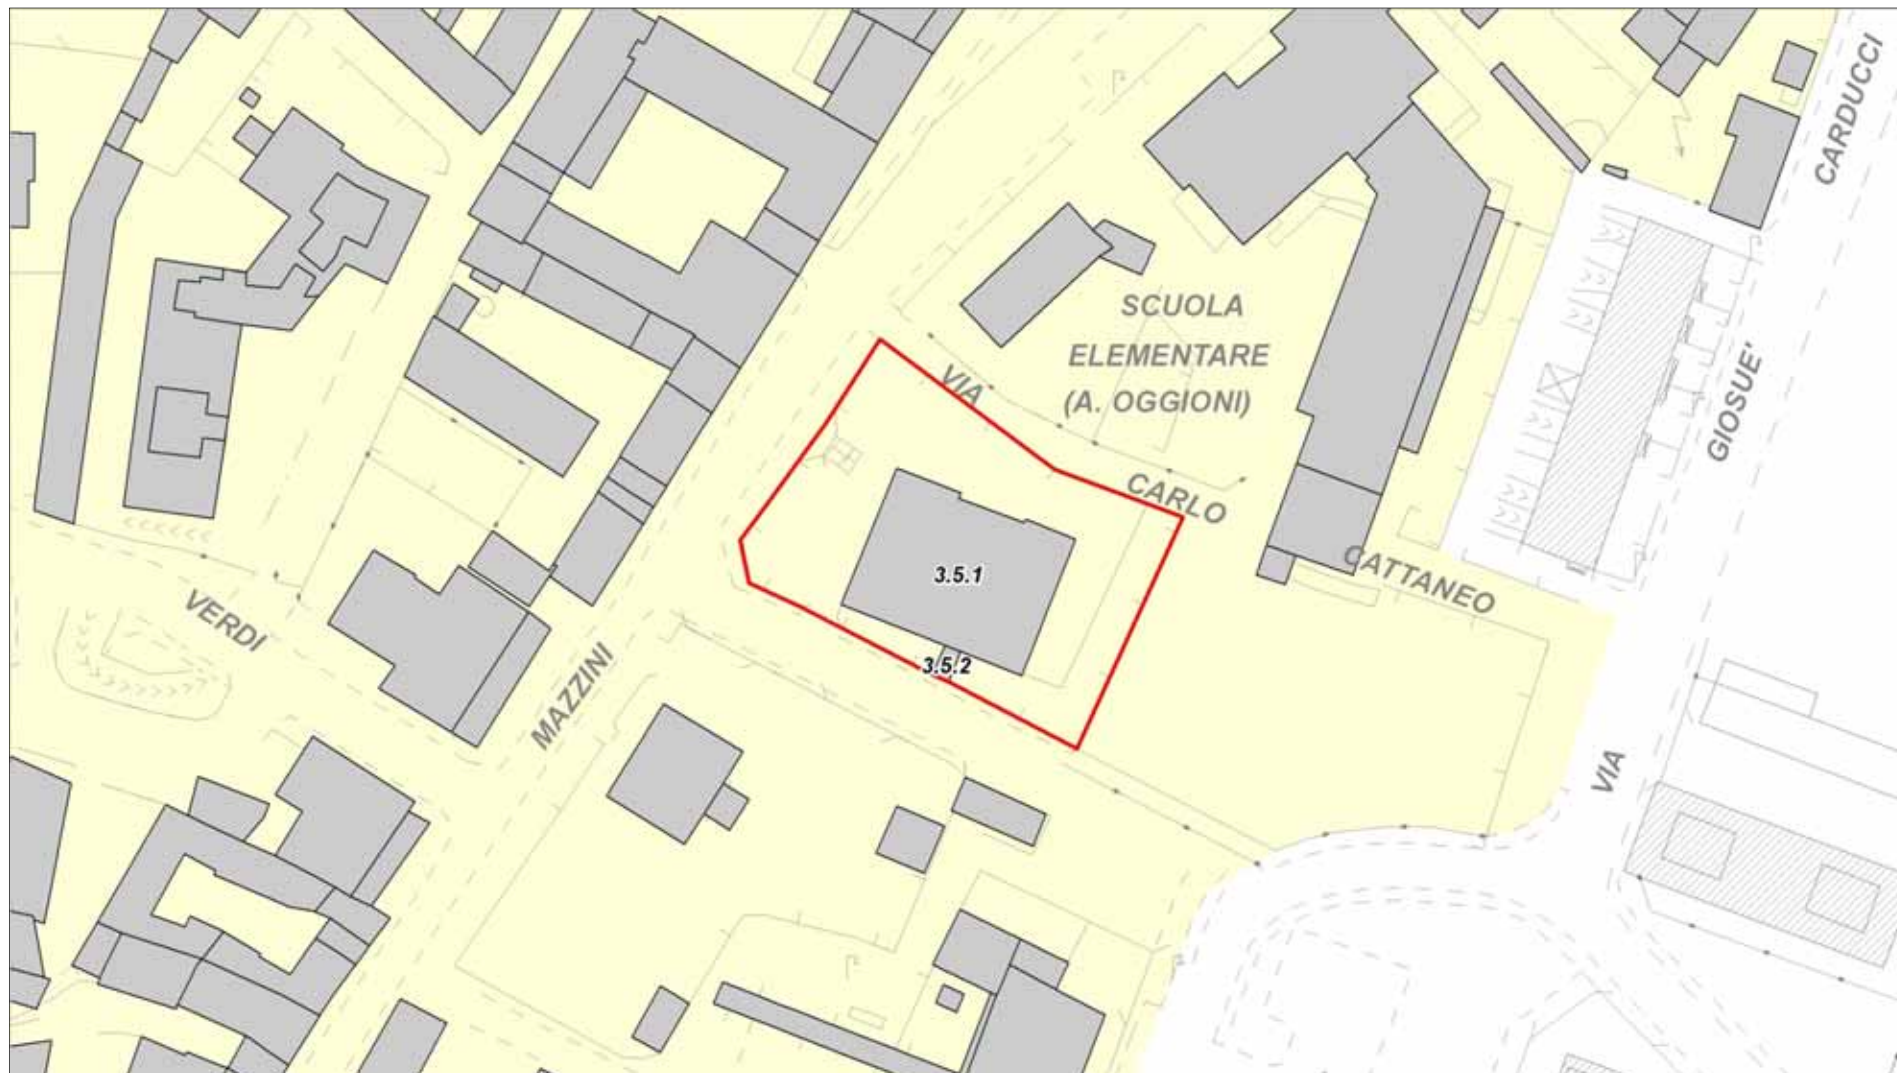 CARDUCCI
GIOSUE'
VIA
SCUOLA
ELEMENTARE
(A. OGGIONI)
VIA
CARLO
CATTANEO
3.5.1
3.5.2
VERDI
MAZZINI